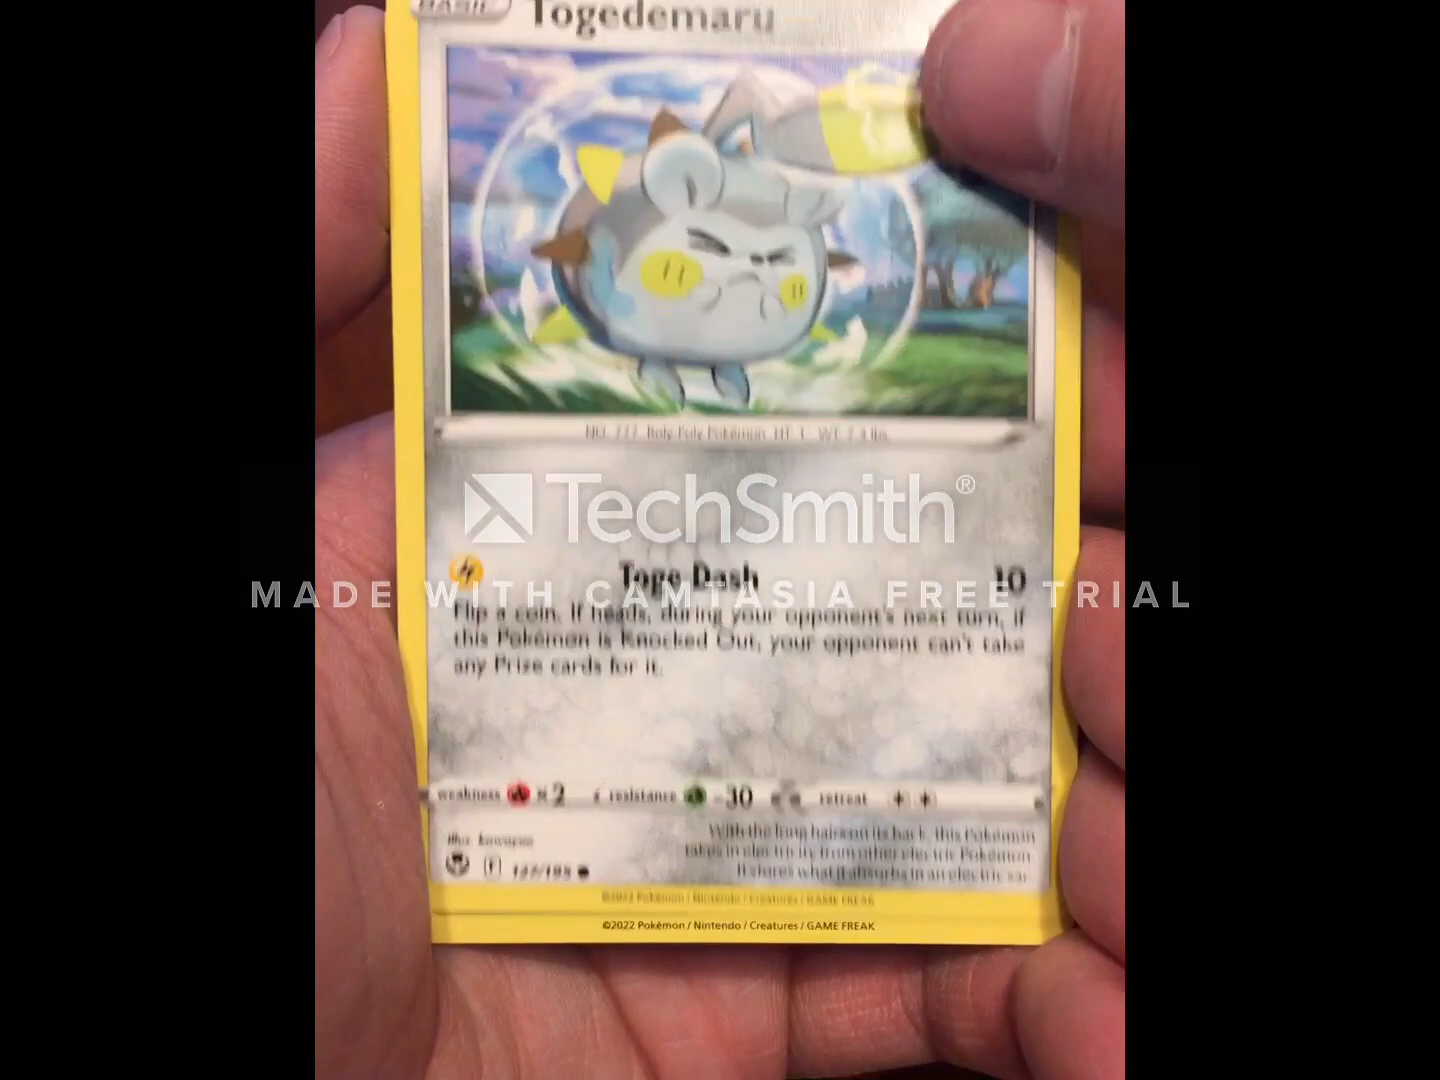 BASIC Togedemaru
NO. 777 Roly-Poly Pokémon HT: 1' WT: 7.3 lbs.
TechSmith®
Toge Dash 10
MADE WITH CAMTASIA FREE TRIAL
Flip a coin. If heads, during your opponent's next turn, if
this Pokémon is Knocked Out, your opponent can't take
any Prize cards for it.
weakness ×2 resistance -30 retreat
With the long hairs on its back, this Pokémon
takes in electricity from other electric Pokémon.
It stores what it absorbs in an electric sac.
Illus.
F /195
©2022 Pokémon / Nintendo / Creatures / GAME FREAK
©2022 Pokémon / Nintendo / Creatures / GAME FREAK